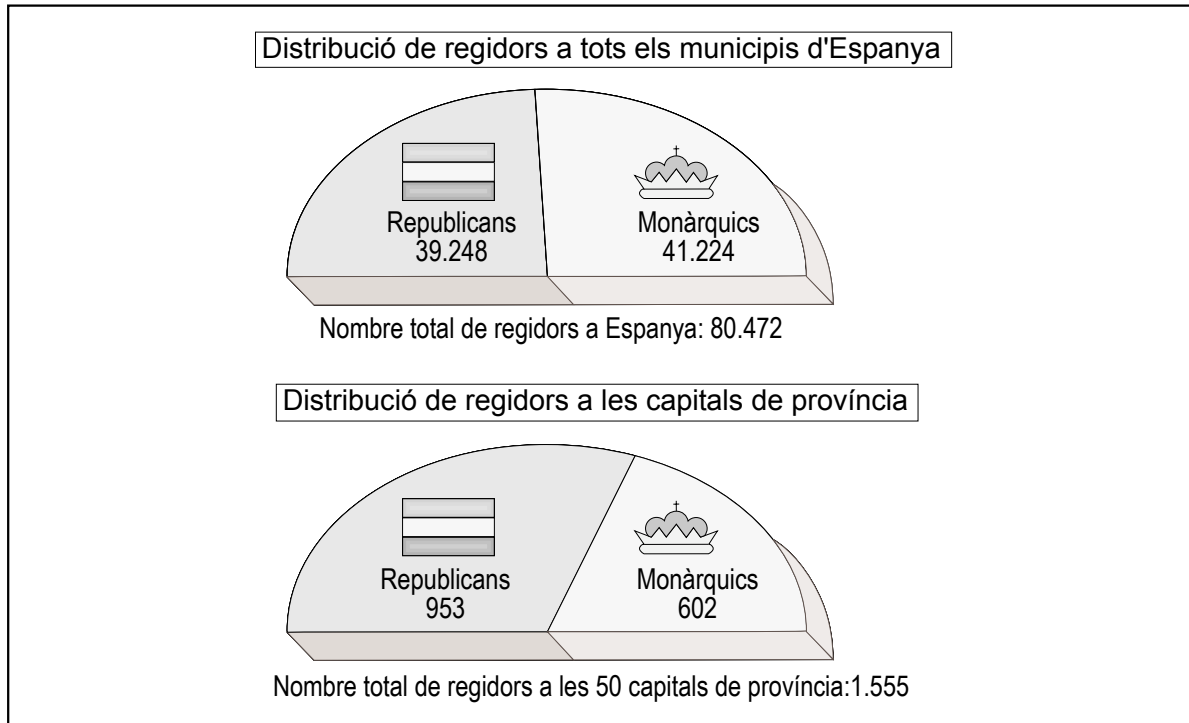 Distribució de regidors a tots els municipis d'Espanya
Republicans
39.248
Monàrquics
41.224
Nombre total de regidors a Espanya: 80.472
Distribució de regidors a les capitals de província
Republicans
953
Monàrquics
602
Nombre total de regidors a les 50 capitals de província:1.555